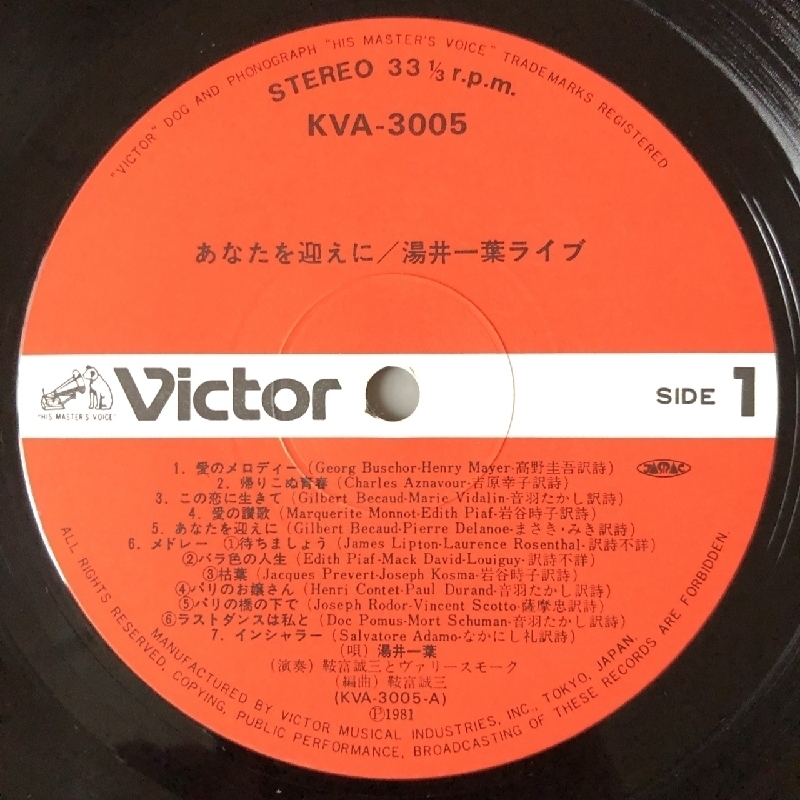 "VICTOR" DOG AND PHONOGRAPH "HIS MASTER'S VOICE" TRADEMARKS REGISTERED
STEREO 33 ⅓ r.p.m.
KVA-3005
あなたを迎えに／湯井一葉ライブ
"HIS MASTER'S VOICE"
Victor
SIDE 1
1. 愛のメロディー (Georg Buschor-Henry Mayer-高野圭吾訳詩)
JASRAC
2. 帰りこぬ青春 (Charles Aznavour-岩原幸子訳詩)
3. この恋に生きて (Gilbert Becaud-Marie Vidalin-音羽たかし訳詩)
4. 愛の讃歌 (Marquerite Monnot-Edith Piaf-岩谷時子訳詩)
5. あなたを迎えに (Gilbert Becaud-Pierre Delanoe-まさき・みき訳詩)
6. メドレー ①待ちましょう (James Lipton-Laurence Rosenthal-訳詩不詳)
②バラ色の人生 (Edith Piaf-Mack David-Louiguy-訳詩不詳)
③枯葉 (Jacques Prevert-Joseph Kosma-岩谷時子訳詩)
④パリのお嬢さん (Henri Contet-Paul Durand-音羽たかし訳詩)
⑤パリの橋の下で (Joseph Rodor-Vincent Scotto-薩摩忠訳詩)
⑥ラストダンスは私と (Doc Pomus-Mort Schuman-音羽たかし訳詩)
7. インシャラー (Salvatore Adamo-なかにし礼訳詩)
(唄) 湯井一葉
(演奏) 鞍富誠三とヴァリースモーク
(編曲) 鞍富誠三
(KVA-3005-A)
Ⓟ1981
ALL RIGHTS RESERVED, COPYING, PUBLIC PERFORMANCE, BROADCASTING OF THESE RECORDS ARE FORBIDDEN.
MANUFACTURED BY VICTOR MUSICAL INDUSTRIES, INC., TOKYO, JAPAN.